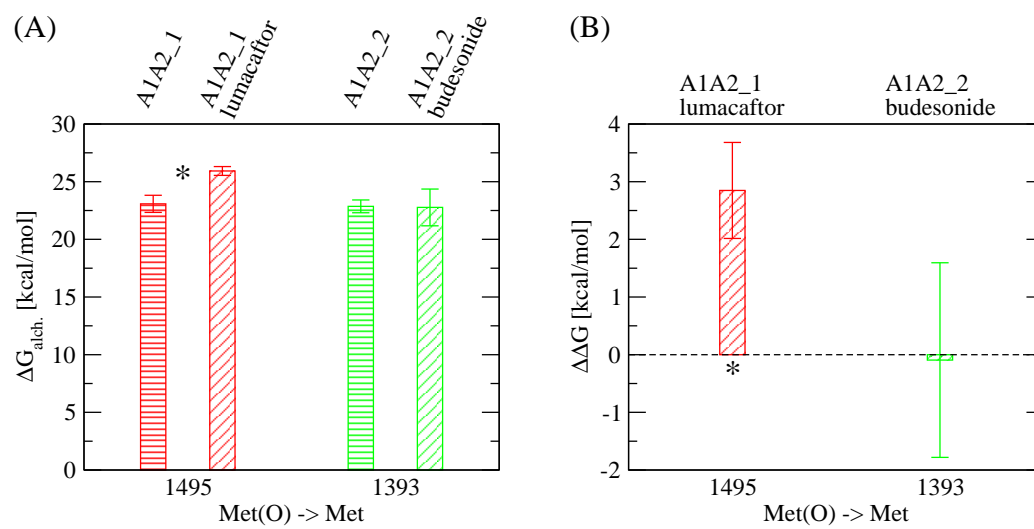 (A)
A1A2_1
A1A2_1
lumacaftor
A1A2_2
A1A2_2
budesonide
30
25
20
15
10
5
0
ΔG_alch. [kcal/mol]
*
1495
1393
Met(O) -> Met
(B)
A1A2_1
lumacaftor
A1A2_2
budesonide
4
3
2
1
0
-1
-2
ΔΔG [kcal/mol]
*
1495
1393
Met(O) -> Met